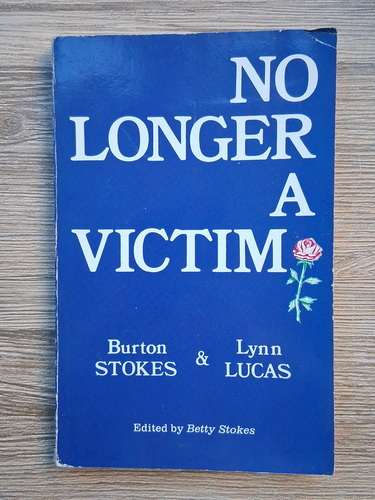 NO
LONGER
A
VICTIM
Burton STOKES & Lynn LUCAS
Edited by Betty Stokes